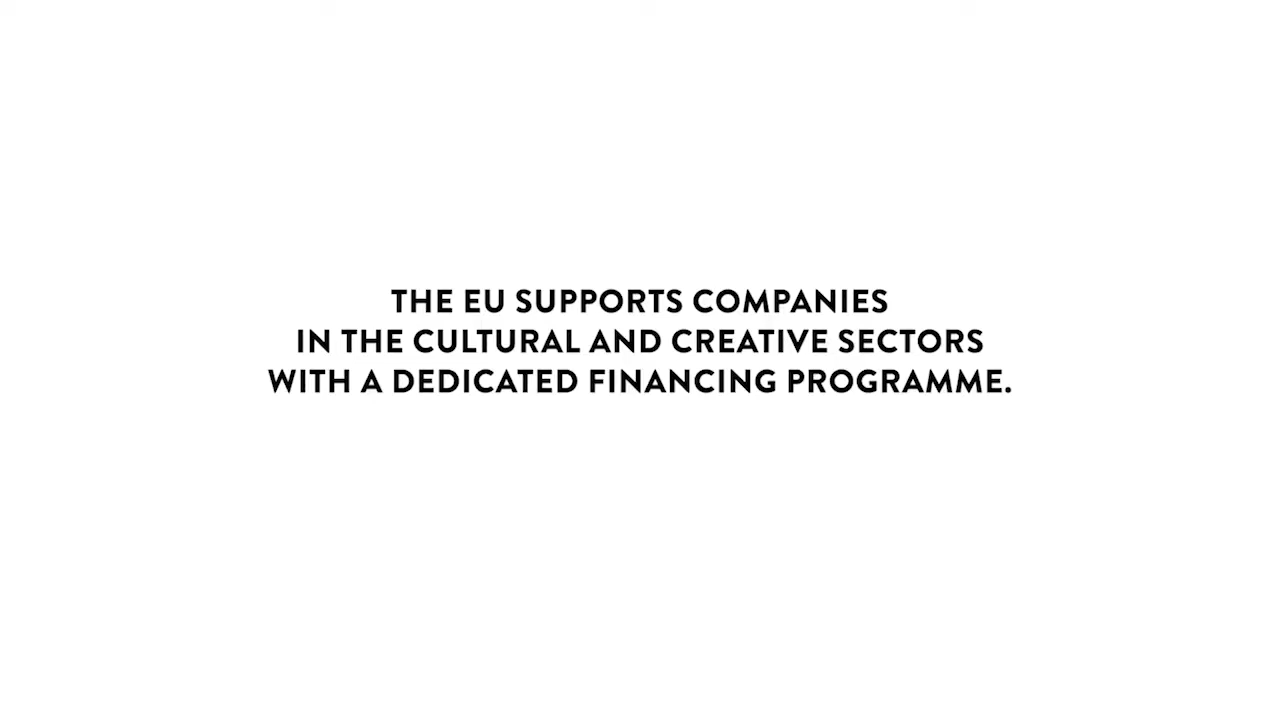 THE EU SUPPORTS COMPANIES
IN THE CULTURAL AND CREATIVE SECTORS
WITH A DEDICATED FINANCING PROGRAMME.